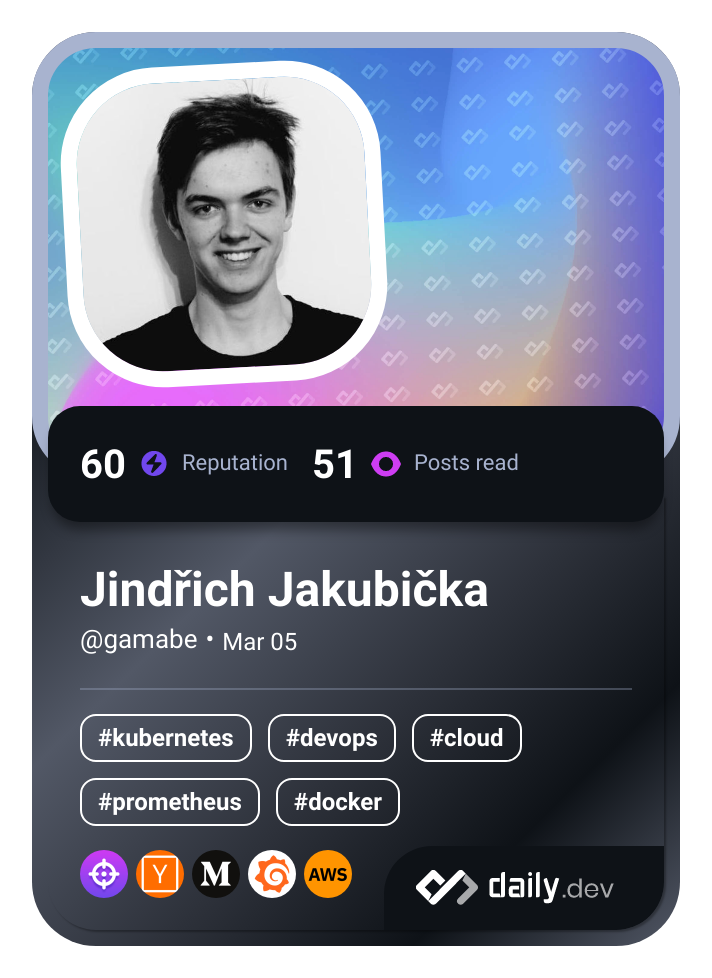 60 Reputation 51 Posts read
Jindřich Jakubička
@gamabe • Mar 05
#kubernetes #devops #cloud
#prometheus #docker
Y M AWS
daily.dev